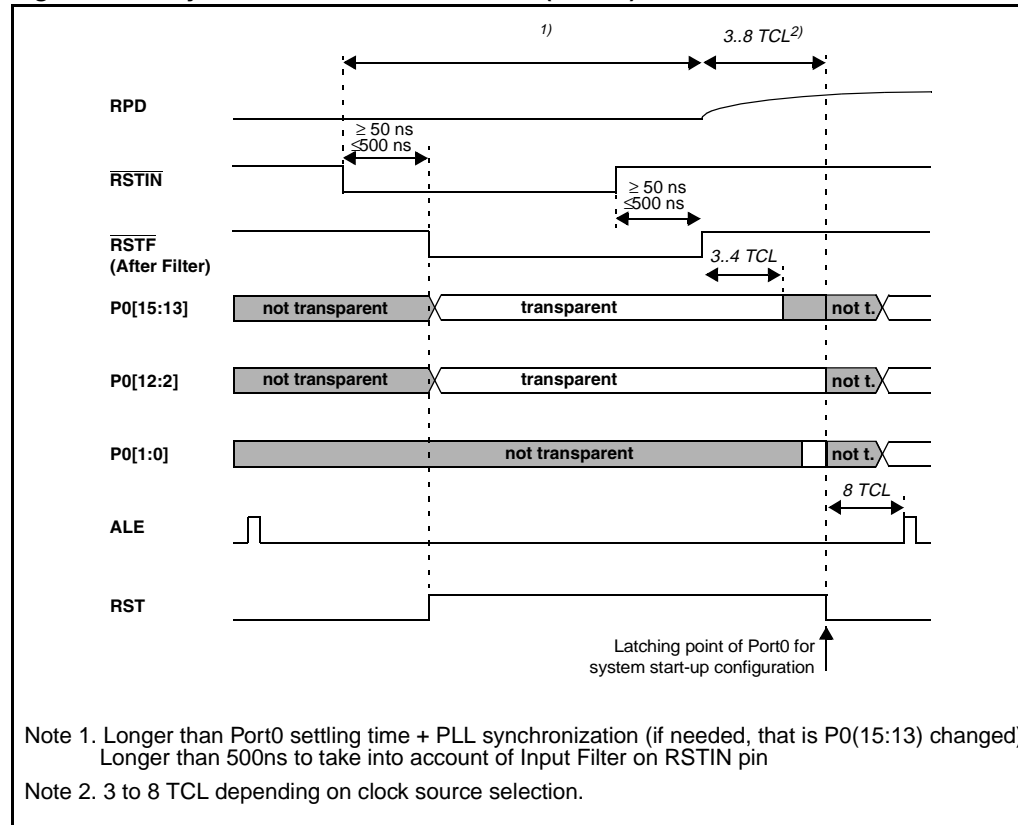 1)
3..8 TCL2)
RPD
≥ 50 ns
≤500 ns
RSTIN
≥ 50 ns
≤500 ns
RSTF
(After Filter)
3..4 TCL
P0[15:13]
not transparent
transparent
not t.
P0[12:2]
not transparent
transparent
not t.
P0[1:0]
not transparent
not t.
8 TCL
ALE
RST
Latching point of Port0 for
system start-up configuration
Note 1. Longer than Port0 settling time + PLL synchronization (if needed, that is P0(15:13) changed)
Longer than 500ns to take into account of Input Filter on RSTIN pin
Note 2. 3 to 8 TCL depending on clock source selection.